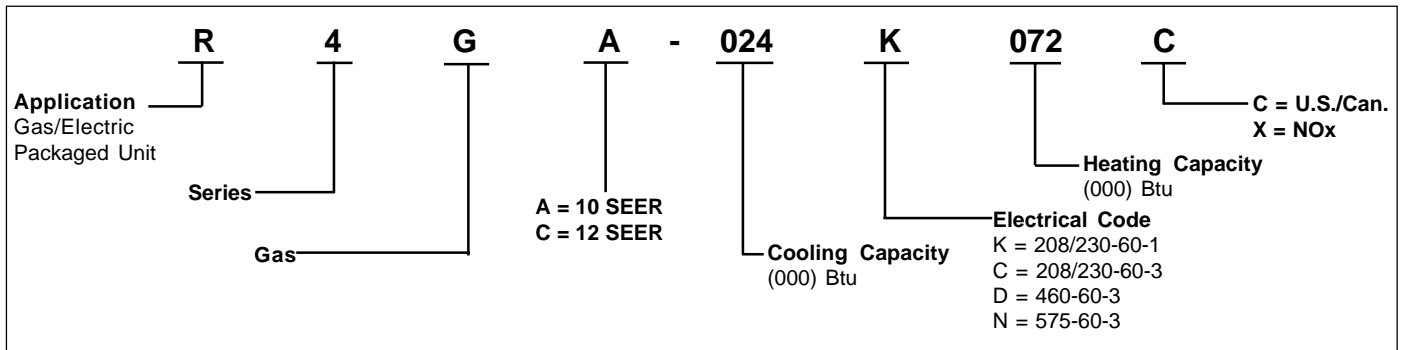 R 4 G A - 024 K 072 C
Application
Gas/Electric
Packaged Unit
Series
Gas
A = 10 SEER
C = 12 SEER
Cooling Capacity
(000) Btu
Electrical Code
K = 208/230-60-1
C = 208/230-60-3
D = 460-60-3
N = 575-60-3
Heating Capacity
(000) Btu
C = U.S./Can.
X = NOx